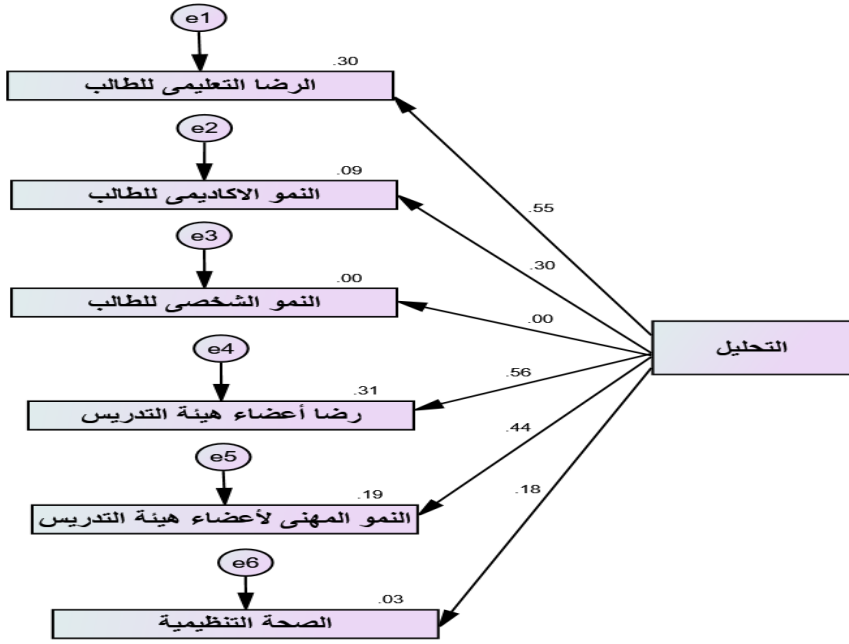 e1
.30
الرضا التعليمى للطالب
e2
.09
النمو الاكاديمى للطالب
e3
.00
النمو الشخصى للطالب
e4
.31
رضا أعضاء هيئة التدريس
e5
.19
النمو المهنى لأعضاء هيئة التدريس
e6
.03
الصحة التنظيمية
.55
.30
.00
.56
.44
.18
التحليل